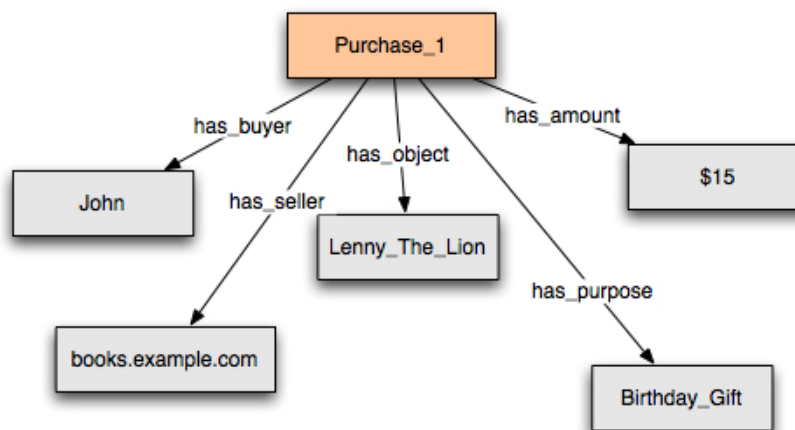 Purchase_1
has_buyer
has_amount
has_object
John
has_seller
$15
Lenny_The_Lion
has_purpose
books.example.com
Birthday_Gift